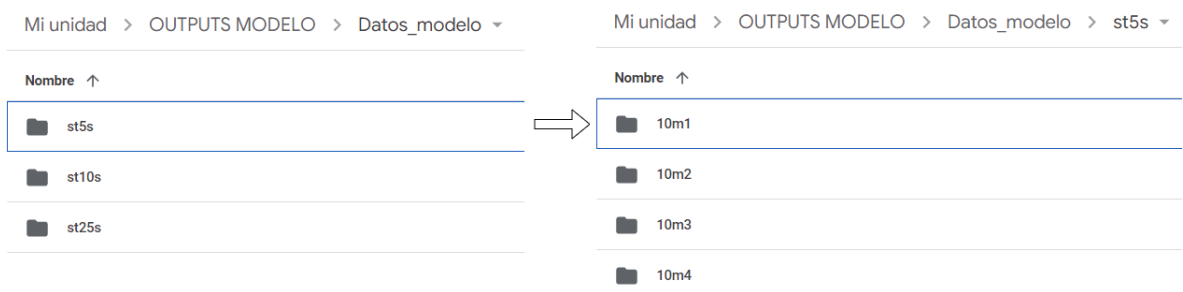 Mi unidad > OUTPUTS MODELO > Datos_modelo
Nombre ↑
st5s
st10s
st25s
Mi unidad > OUTPUTS MODELO > Datos_modelo > st5s
Nombre ↑
10m1
10m2
10m3
10m4